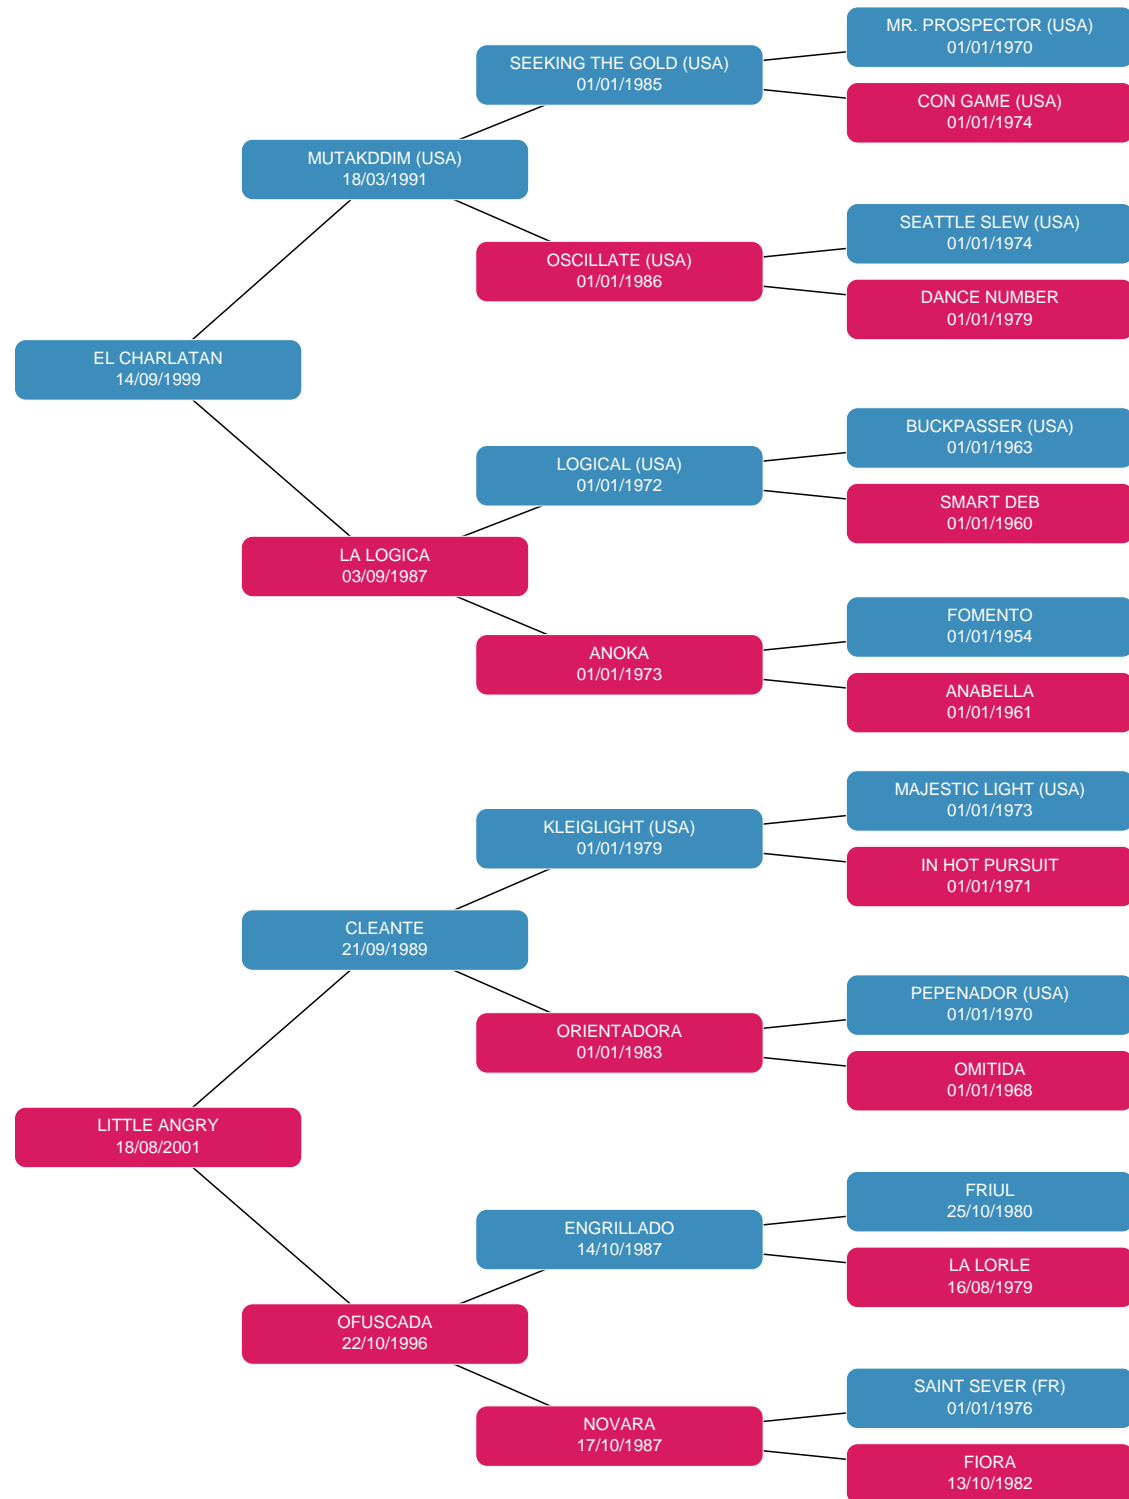 MR. PROSPECTOR (USA)
01/01/1970
SEEKING THE GOLD (USA)
01/01/1985
CON GAME (USA)
01/01/1974
MUTAKDDIM (USA)
18/03/1991
SEATTLE SLEW (USA)
01/01/1974
OSCILLATE (USA)
01/01/1986
DANCE NUMBER
01/01/1979
EL CHARLATAN
14/09/1999
BUCKPASSER (USA)
01/01/1963
LOGICAL (USA)
01/01/1972
SMART DEB
01/01/1960
LA LOGICA
03/09/1987
FOMENTO
01/01/1954
ANOKA
01/01/1973
ANABELLA
01/01/1961
MAJESTIC LIGHT (USA)
01/01/1973
KLEIGLIGHT (USA)
01/01/1979
IN HOT PURSUIT
01/01/1971
CLEANTE
21/09/1989
PEPENADOR (USA)
01/01/1970
ORIENTADORA
01/01/1983
OMITIDA
01/01/1968
LITTLE ANGRY
18/08/2001
FRIUL
25/10/1980
ENGRILLADO
14/10/1987
LA LORLE
16/08/1979
OFUSCADA
22/10/1996
SAINT SEVER (FR)
01/01/1976
NOVARA
17/10/1987
FIORA
13/10/1982